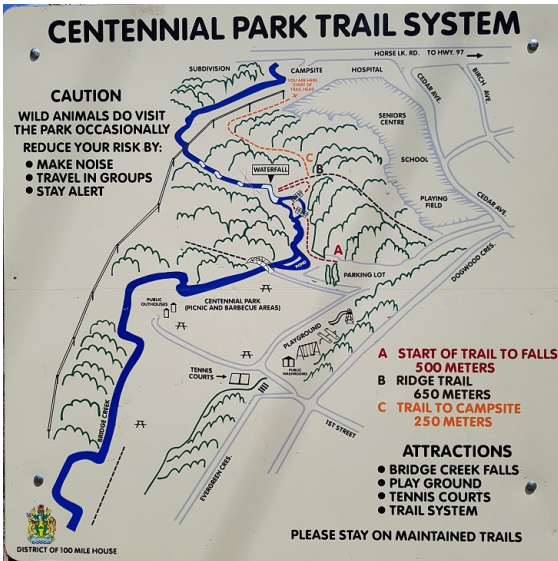 CENTENNIAL PARK TRAIL SYSTEM
HORSE LK. RD. TO HWY. 97
SUBDIVISION
CAMPSITE
HOSPITAL
CEDAR AVE.
BIRCH AVE.
YOU ARE HERE
START OF
TRAIL HEAD
CAUTION
WILD ANIMALS DO VISIT
THE PARK OCCASIONALLY
REDUCE YOUR RISK BY:
● MAKE NOISE
● TRAVEL IN GROUPS
● STAY ALERT
SENIORS
CENTRE
C
B
WATERFALL
SCHOOL
PLAYING
FIELD
CEDAR AVE.
A
DOGWOOD CRES.
POND
PARKING LOT
PUBLIC
OUTHOUSES
CENTENNIAL PARK
(PICNIC AND BARBECUE AREAS)
PLAYGROUND
PUBLIC
WASHROOMS
TENNIS
COURTS
BRIDGE CREEK
EVERGREEN CRES.
1ST STREET
A START OF TRAIL TO FALLS
500 METERS
B RIDGE TRAIL
650 METERS
C TRAIL TO CAMPSITE
250 METERS
ATTRACTIONS
● BRIDGE CREEK FALLS
● PLAY GROUND
● TENNIS COURTS
● TRAIL SYSTEM
PLEASE STAY ON MAINTAINED TRAILS
DISTRICT OF 100 MILE HOUSE